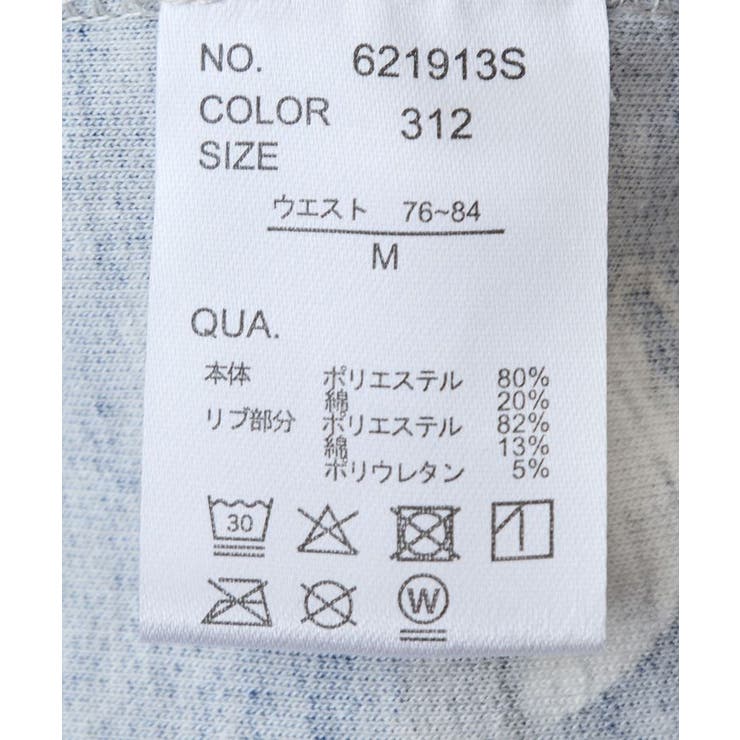 NO. 621913S
COLOR 312
SIZE
ウエスト 76~84
M
QUA.
本体 ポリエステル 80%
綿 20%
リブ部分 ポリエステル 82%
綿 13%
ポリウレタン 5%
30
W